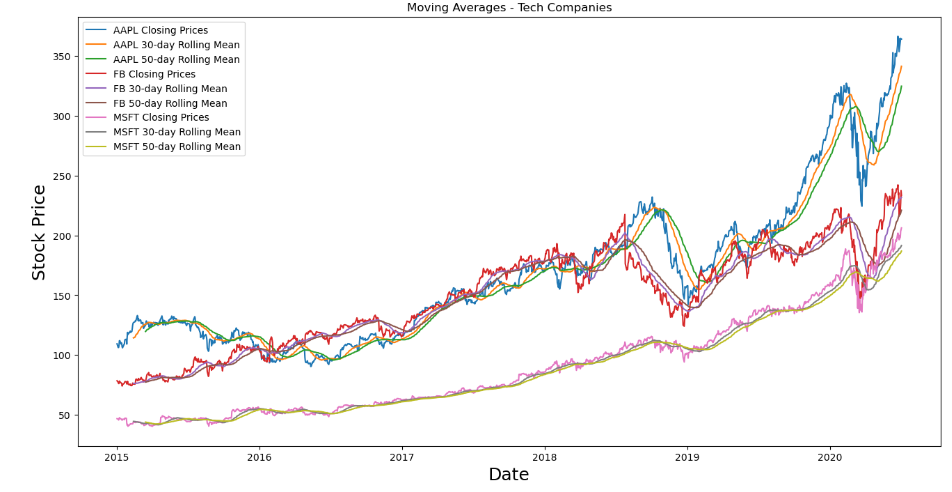 Moving Averages - Tech Companies
AAPL Closing Prices
AAPL 30-day Rolling Mean
AAPL 50-day Rolling Mean
FB Closing Prices
FB 30-day Rolling Mean
FB 50-day Rolling Mean
MSFT Closing Prices
MSFT 30-day Rolling Mean
MSFT 50-day Rolling Mean
350
300
250
200
150
100
50
Stock Price
2015 2016 2017 2018 2019 2020
Date